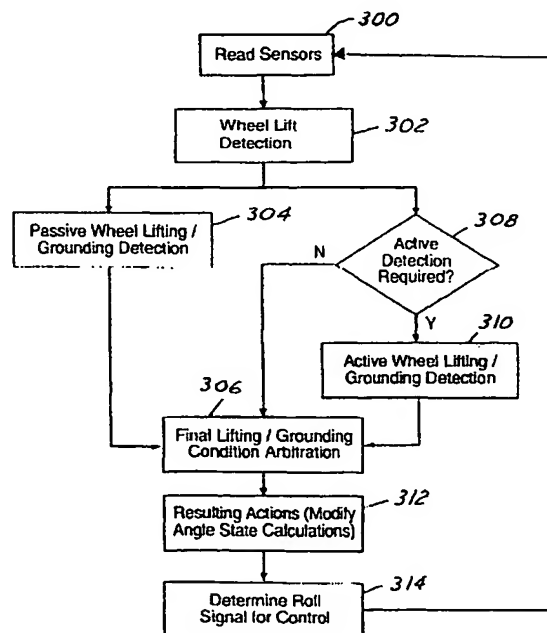 300
Read Sensors
Wheel Lift
Detection
302
Passive Wheel Lifting /
Grounding Detection
304
308
Active
Detection
Required?
N
Y
310
Active Wheel Lifting /
Grounding Detection
306
Final Lifting / Grounding
Condition Arbitration
Resulting Actions (Modify
Angle State Calculations)
312
Determine Roll
Signal for Control
314